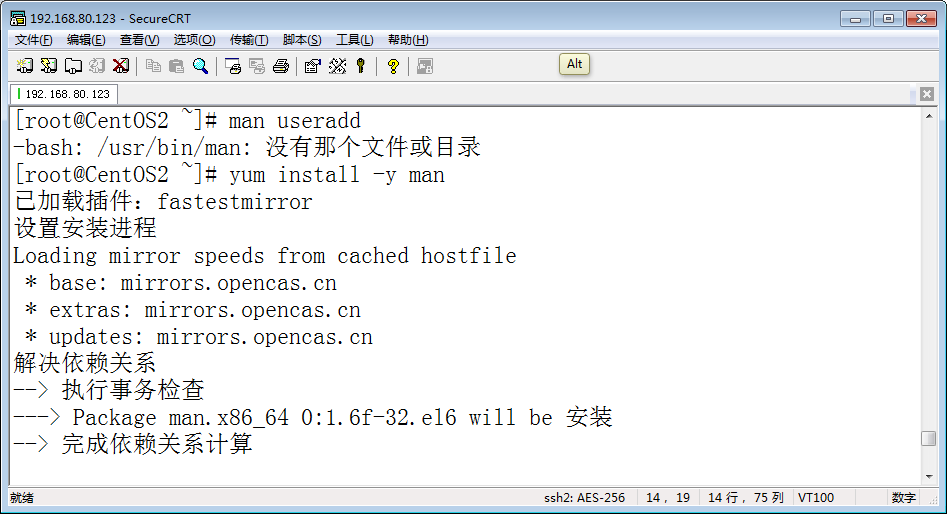 192.168.80.123 - SecureCRT
文件(F) 编辑(E) 查看(V) 选项(O) 传输(T) 脚本(S) 工具(L) 帮助(H)
Alt
192.168.80.123
[root@CentOS2 ~]# man useradd
-bash: /usr/bin/man: 没有那个文件或目录
[root@CentOS2 ~]# yum install -y man
已加载插件：fastestmirror
设置安装进程
Loading mirror speeds from cached hostfile
 * base: mirrors.opencas.cn
 * extras: mirrors.opencas.cn
 * updates: mirrors.opencas.cn
解决依赖关系
--> 执行事务检查
---> Package man.x86_64 0:1.6f-32.el6 will be 安装
--> 完成依赖关系计算
就绪 ssh2: AES-256 14, 19 14 行, 75 列 VT100 数字